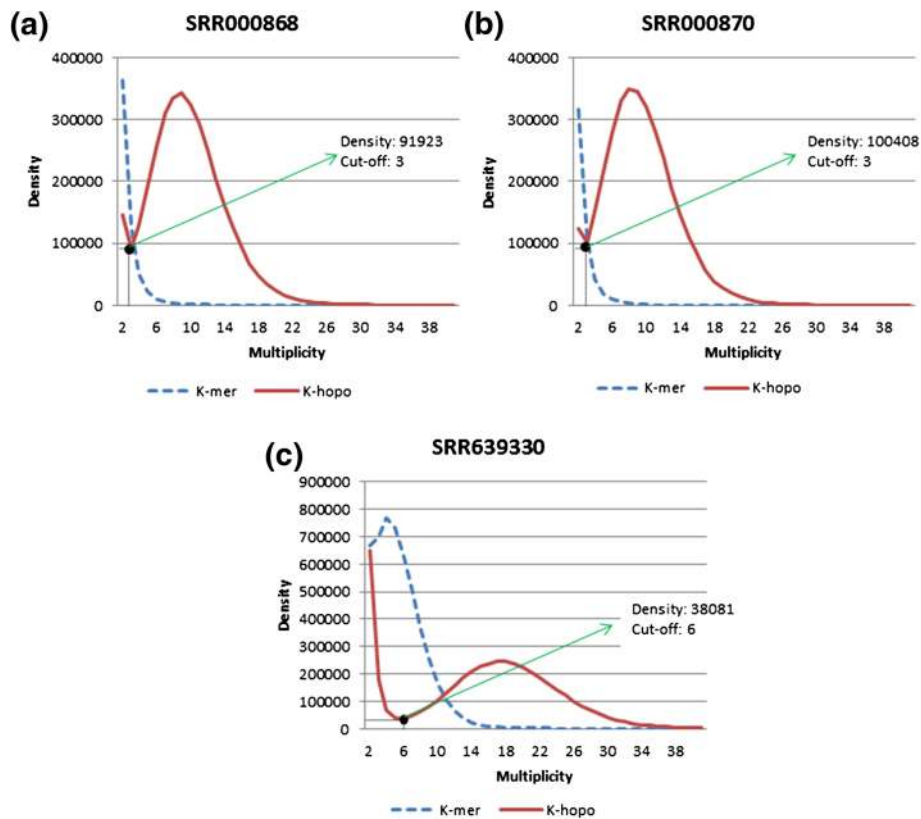 (a)
SRR000868
400000
300000
200000
100000
0
Density
Density: 91923
Cut-off: 3
2 6 10 14 18 22 26 30 34 38
Multiplicity
K-mer K-hopo
(b)
SRR000870
400000
300000
200000
100000
0
Density
Density: 100408
Cut-off: 3
2 6 10 14 18 22 26 30 34 38
Multiplicity
K-mer K-hopo
(c)
SRR639330
900000
800000
700000
600000
500000
400000
300000
200000
100000
0
Density
Density: 38081
Cut-off: 6
2 6 10 14 18 22 26 30 34 38
Multiplicity
K-mer K-hopo